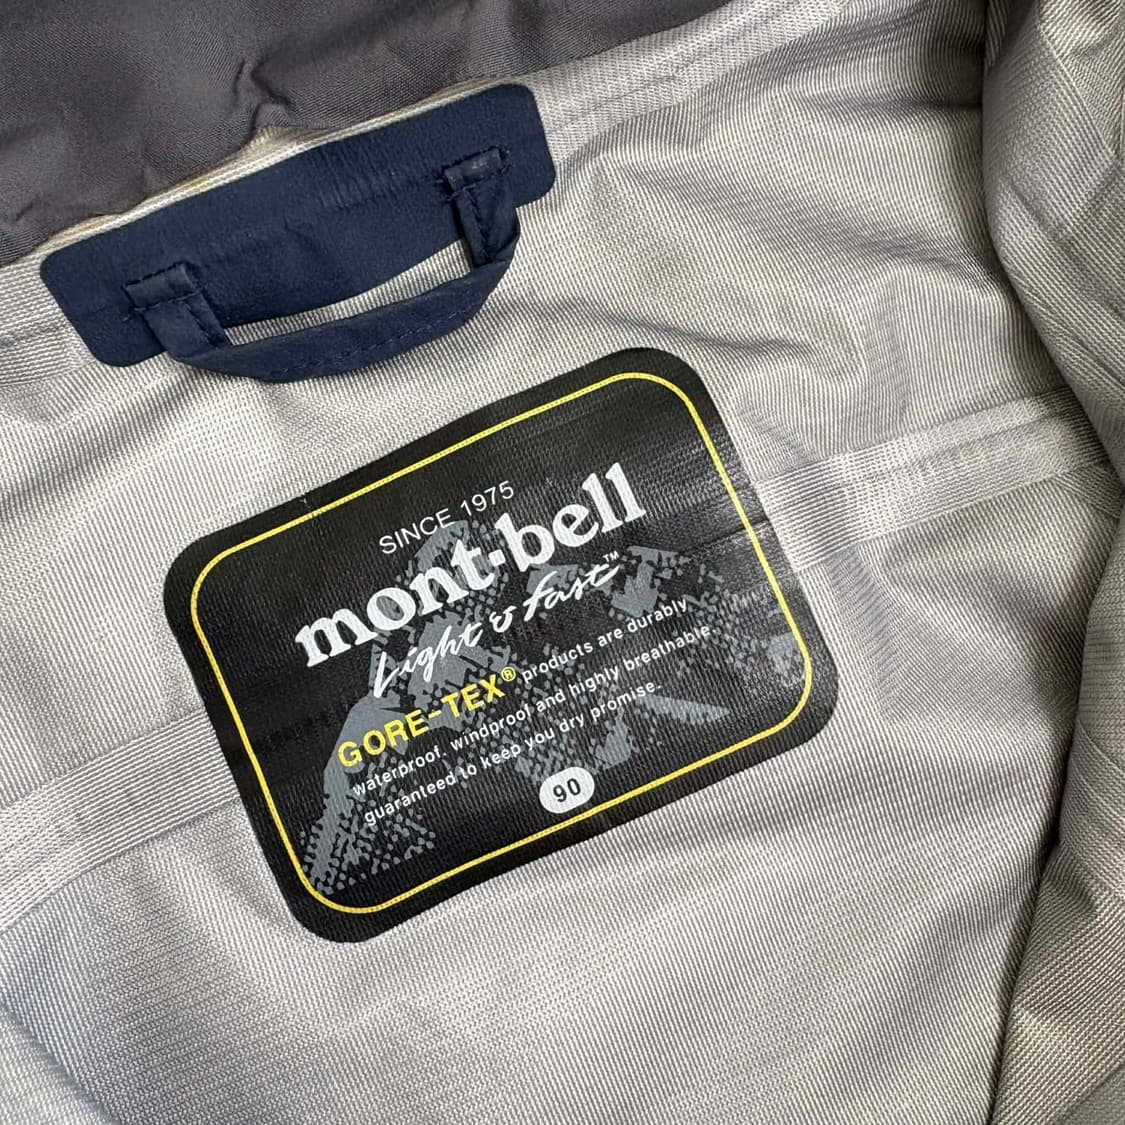 SINCE 1975
mont-bell
Light & Fast™
GORE-TEX® products are durably
waterproof, windproof and highly breathable,
guaranteed to keep you dry promise.
90